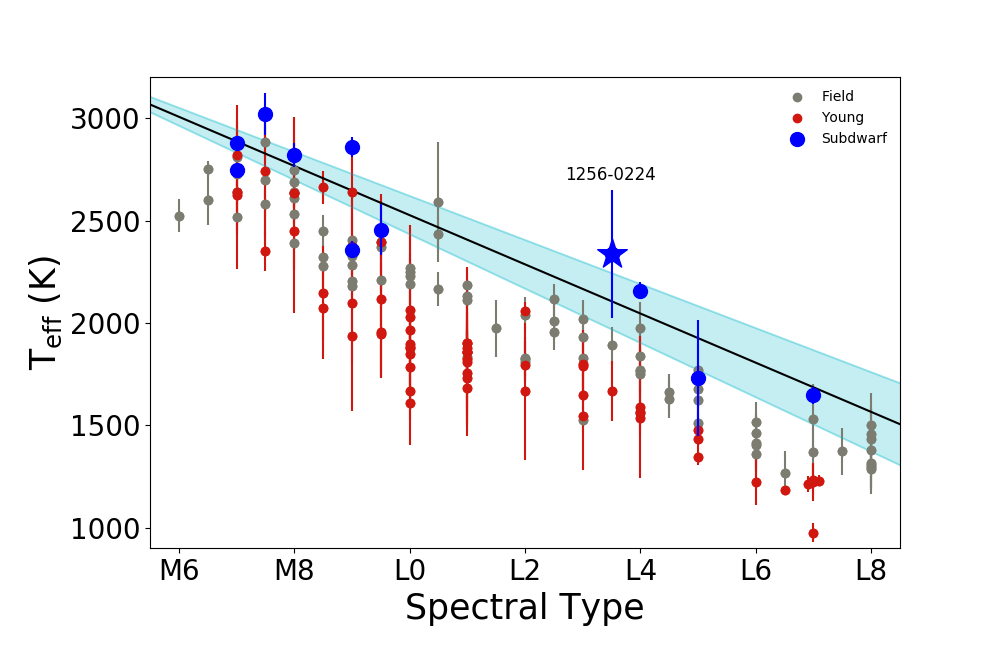 Field
Young
Subdwarf
1256-0224
3000
2500
2000
1500
1000
Teff (K)
M6 M8 L0 L2 L4 L6 L8
Spectral Type